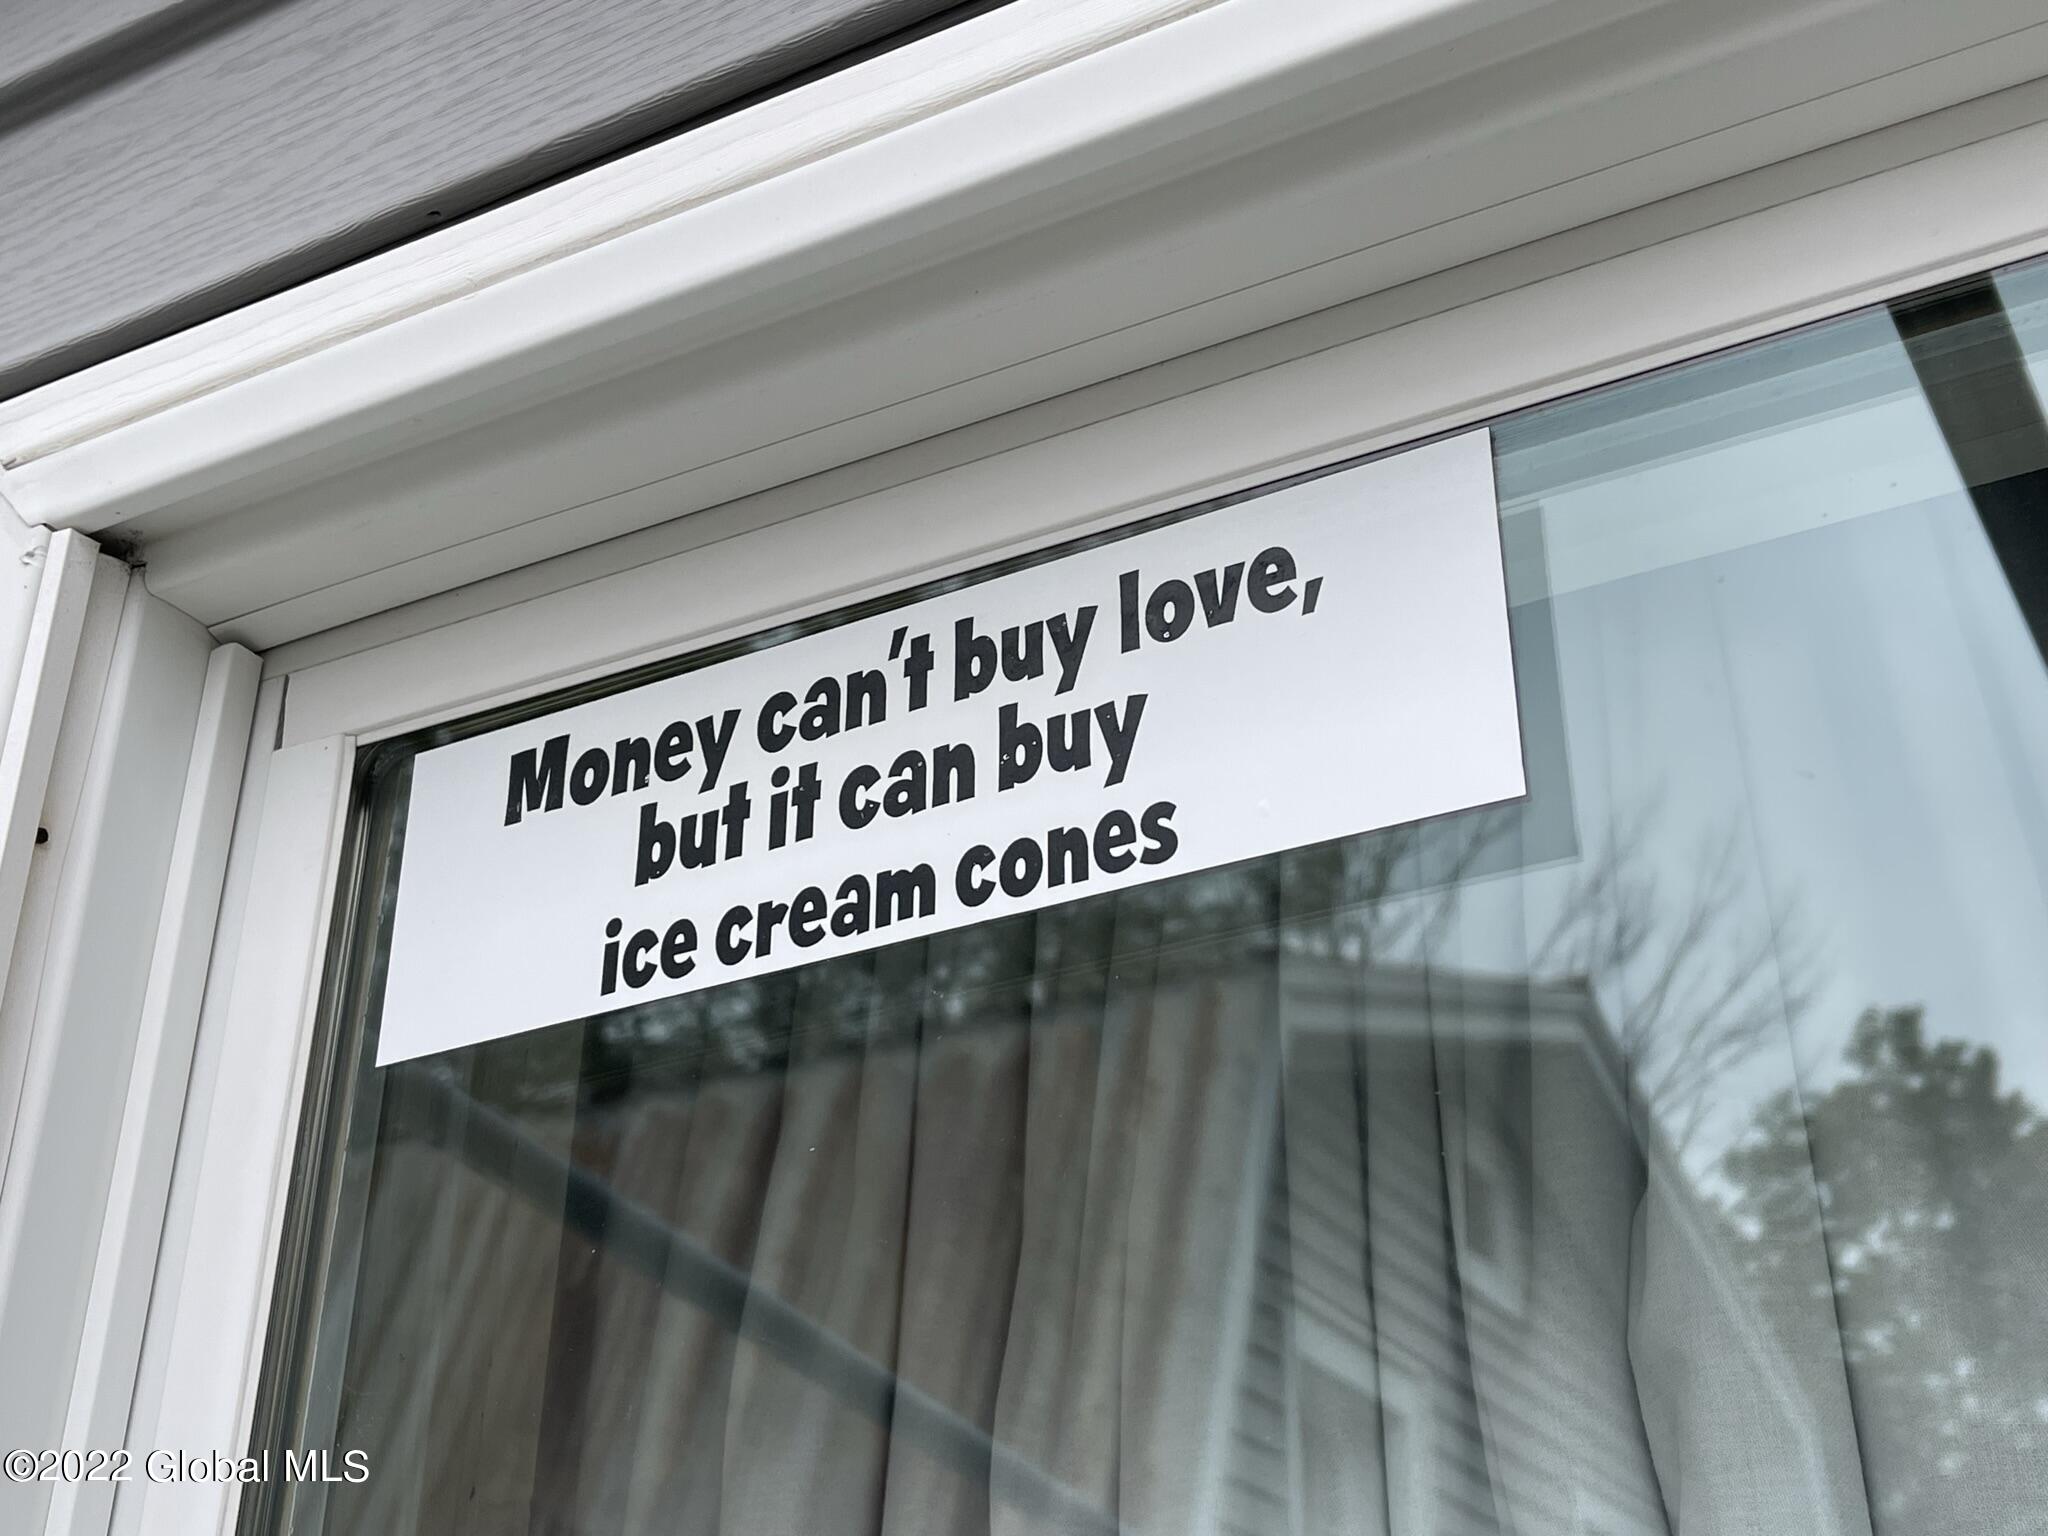 Money can't buy love,
but it can buy
ice cream cones
©2022 Global MLS